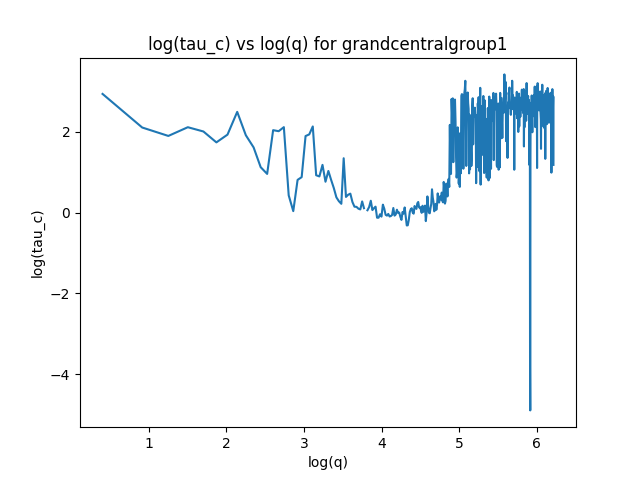 log(tau_c) vs log(q) for grandcentralgroup1
log(tau_c)
2
0
−2
−4
1 2 3 4 5 6
log(q)